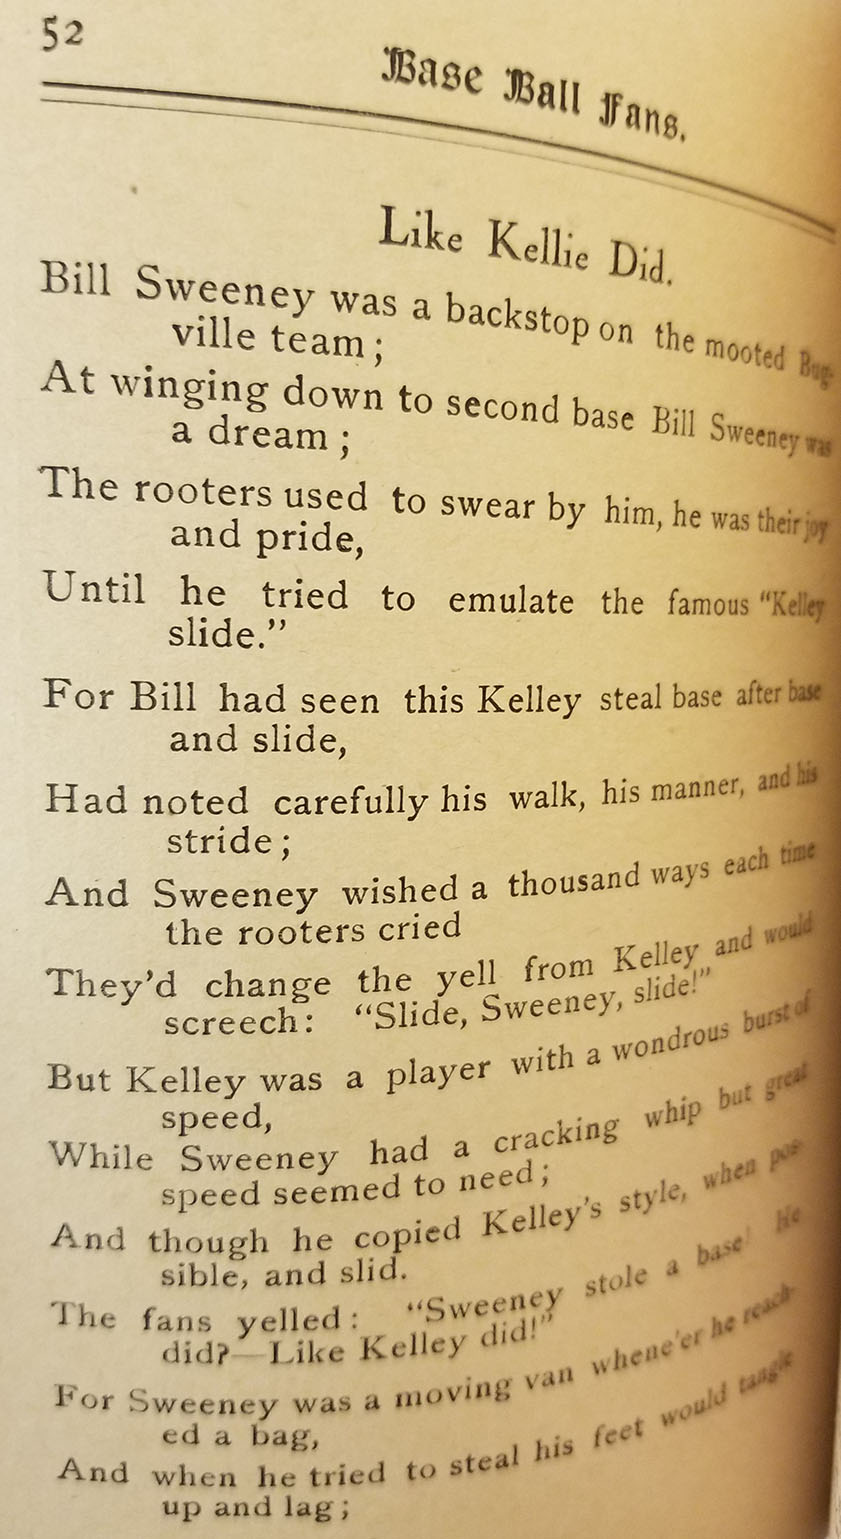 52
Base Ball Fans.
Like Kellie Did.
Bill Sweeney was a backstop on the mooted Bug-
ville team;
At winging down to second base Bill Sweeney was
a dream;
The rooters used to swear by him, he was their joy
and pride,
Until he tried to emulate the famous "Kelley
slide."
For Bill had seen this Kelley steal base after base
and slide,
Had noted carefully his walk, his manner, and his
stride;
And Sweeney wished a thousand ways each time
the rooters cried
They'd change the yell from Kelley and would
screech: "Slide, Sweeney, slide!"
But Kelley was a player with a wondrous burst of
speed,
While Sweeney had a cracking whip but great
speed seemed to need;
And though he copied Kelley's style, when pos-
sible, and slid.
The fans yelled: "Sweeney stole a base! He
did?—Like Kelley did!"
For Sweeney was a moving van whene'er he reach-
ed a bag,
And when he tried to steal his feet would tangle
up and lag;